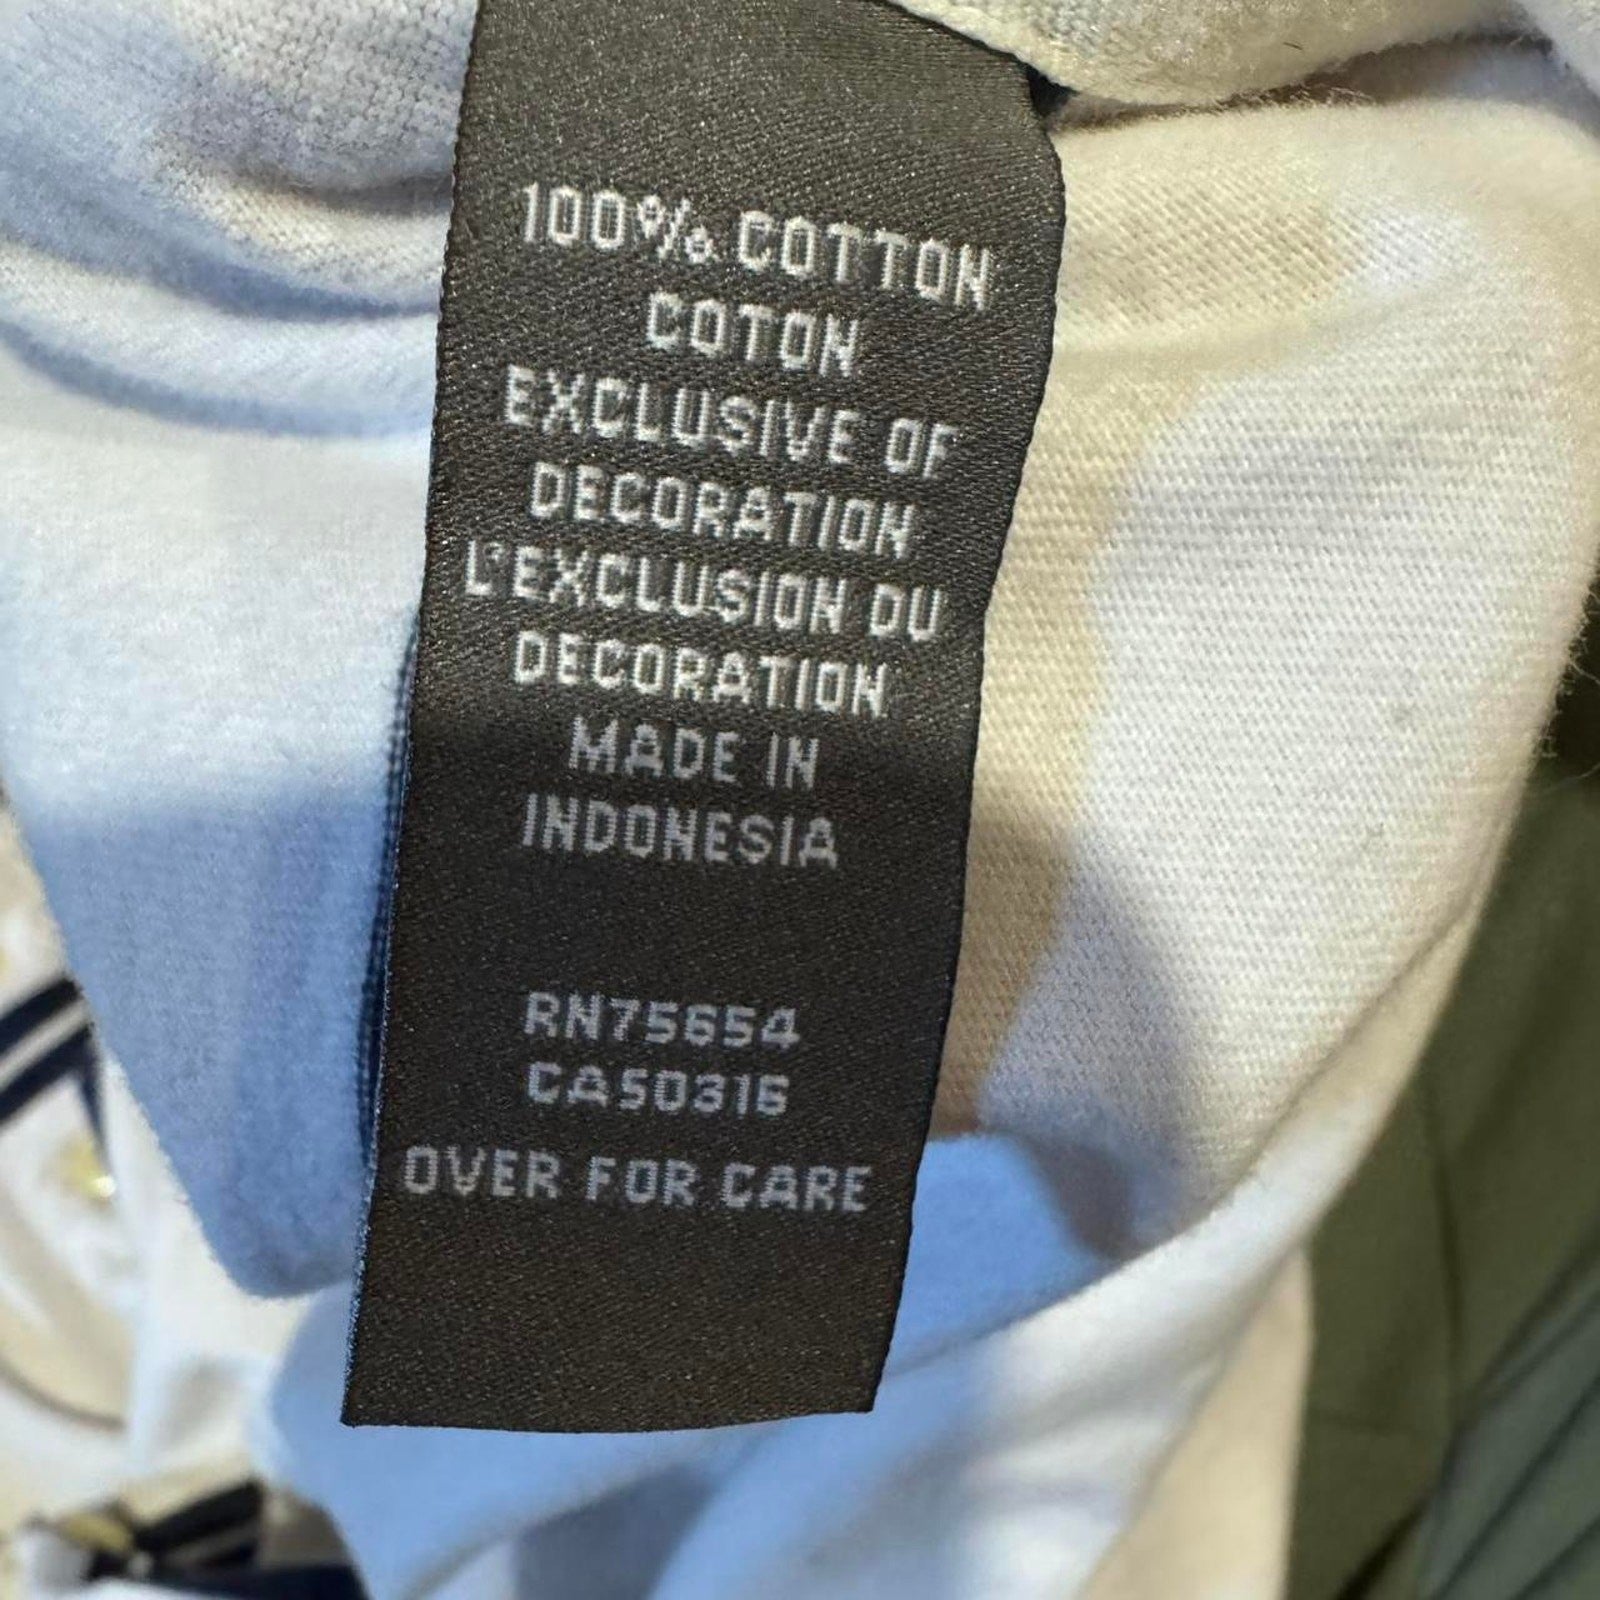 100% COTTON
COTON
EXCLUSIVE OF
DECORATION
L'EXCLUSION DU
DECORATION
MADE IN
INDONESIA
RN75654
CA50316
OVER FOR CARE